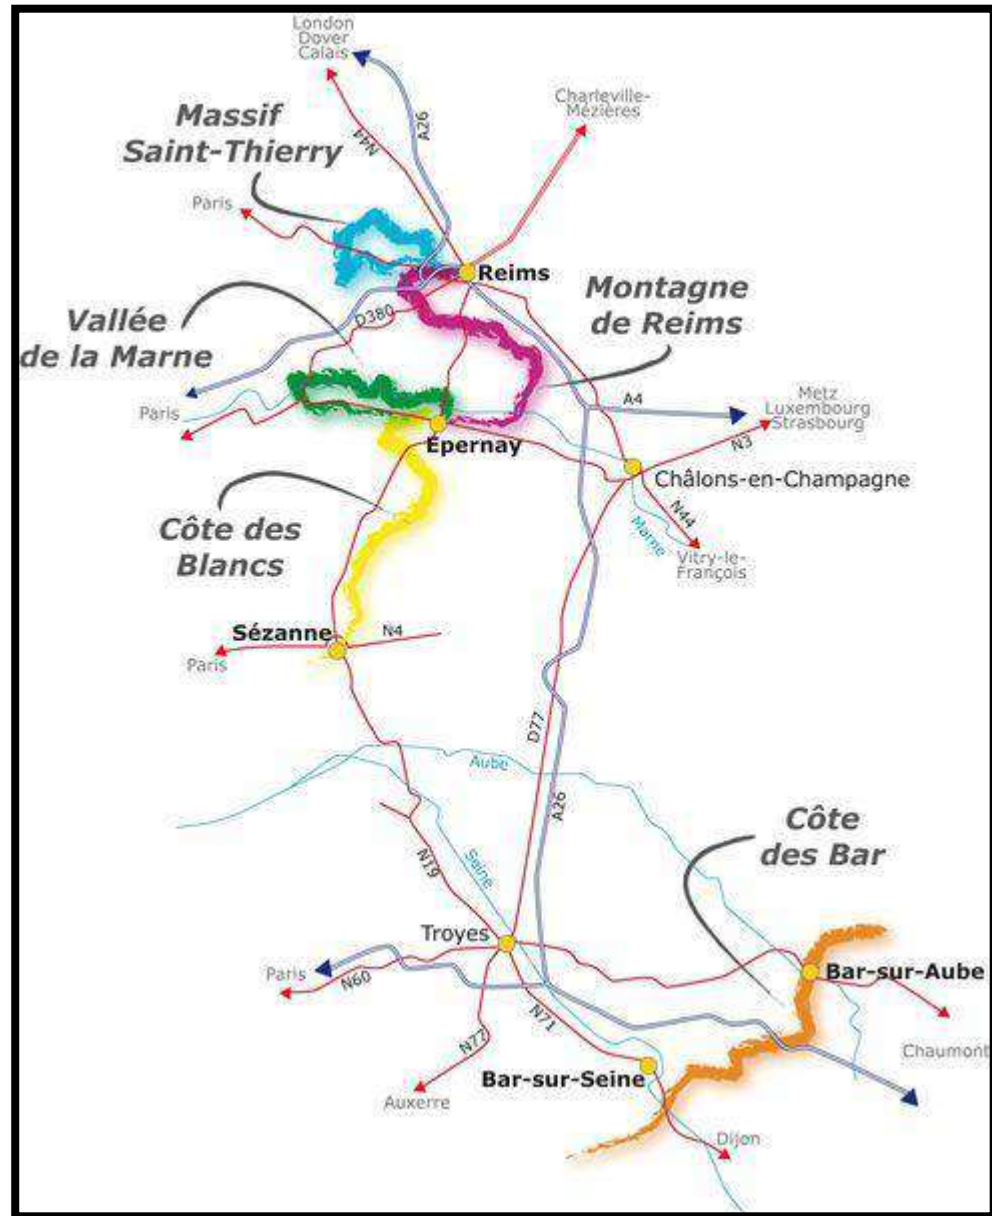 London
Dover
Calais
Charleville-
Mézières
A26
N44
Massif
Saint-Thierry
Paris
Reims
Montagne
de Reims
Vallée
de la Marne
D380
Paris
A4
Metz
Luxembourg
Strasbourg
N3
Épernay
Châlons-en-Champagne
N44
Marne
Vitry-le-
François
Côte des
Blancs
Sézanne
N4
Paris
D77
Aube
A26
Côte
des Bar
N19
Seine
Troyes
Paris
N60
Bar-sur-Aube
N71
N77
Chaumont
Bar-sur-Seine
Auxerre
Dijon